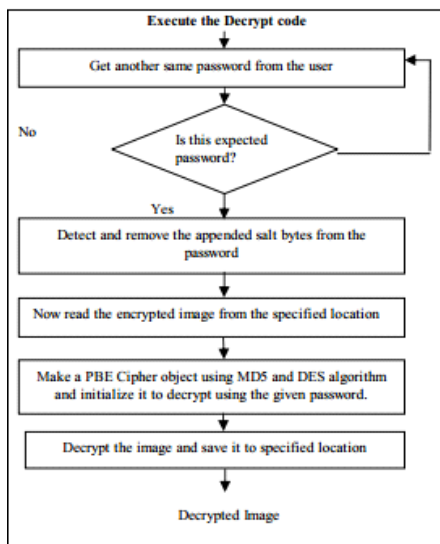 Execute the Decrypt code
Get another same password from the user
No
Is this expected
password?
Yes
Detect and remove the appended salt bytes from the
password
Now read the encrypted image from the specified location
Make a PBE Cipher object using MD5 and DES algorithm
and initialize it to decrypt using the given password.
Decrypt the image and save it to specified location
Decrypted Image